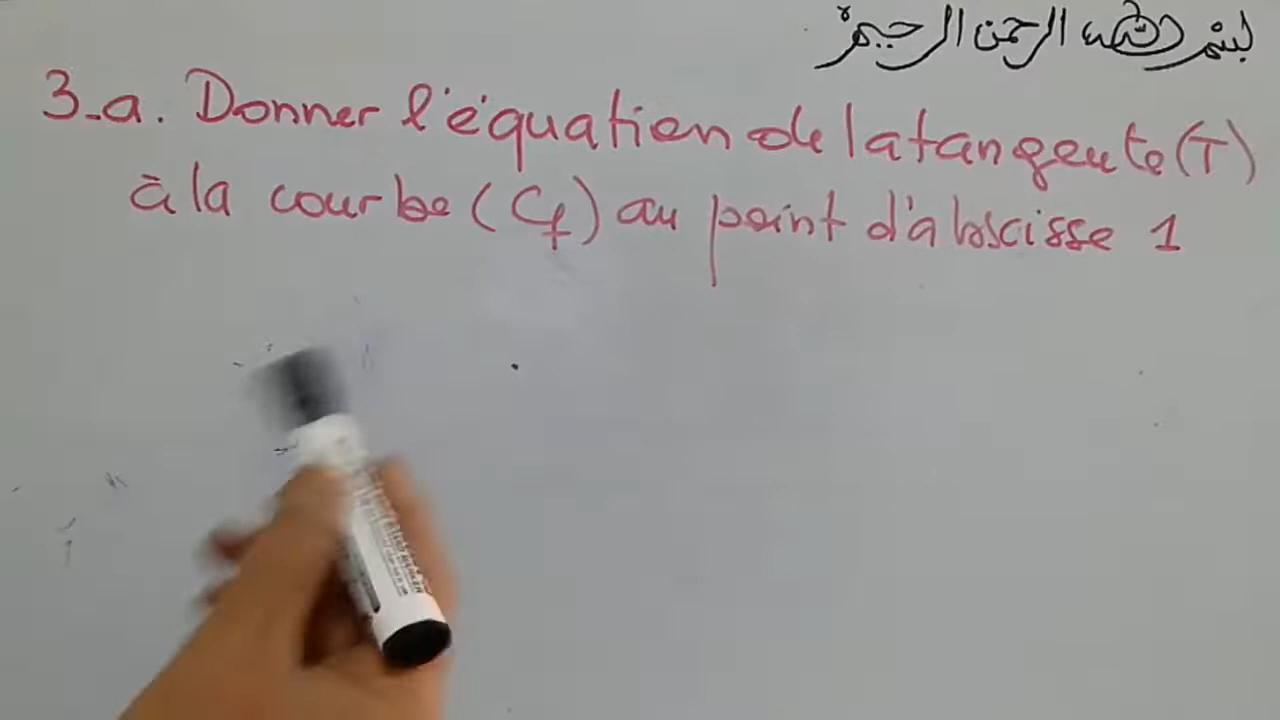 بسم الله الرحمن الرحيم
3-a. Donner l'équation de la tangente (T)
à la courbe (Cf) au point d'abscisse 1